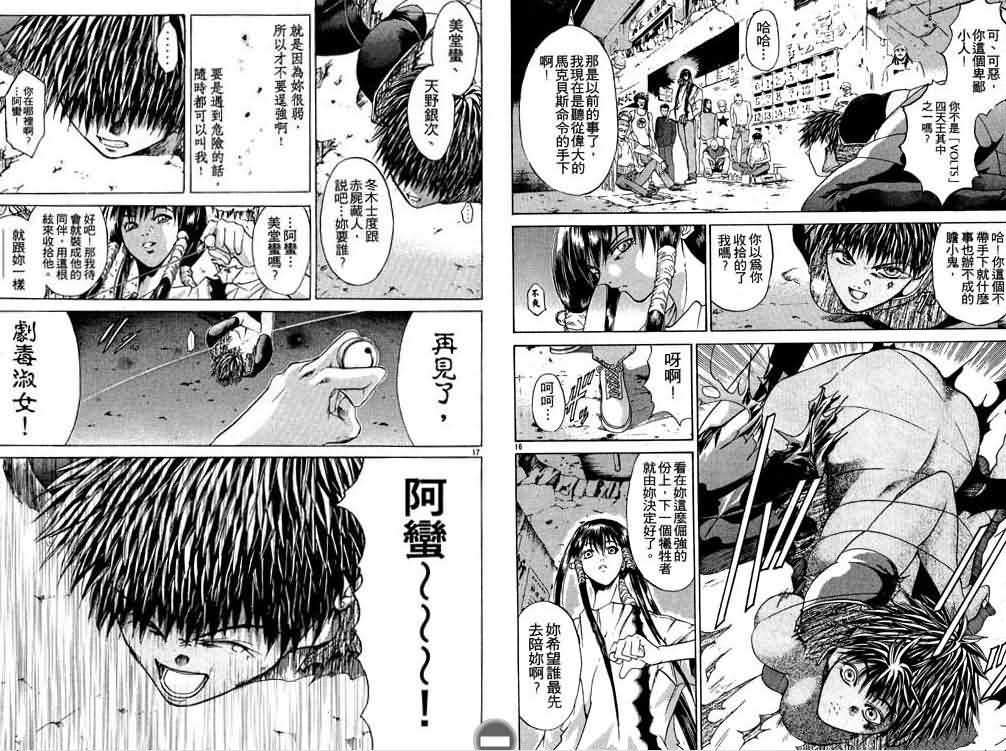 可、可惡
你這個卑鄙
小人！
你不是「VOLTS」
四天王其中
之一嗎？
哈哈
哈哈…
那是以前的事了，
我現在是聽從偉大的
馬克貝斯命令的手下
啊！
哈！你這個不
帶手下就什麼
事也辦不成的
膽小鬼，
你以為你
收拾的了
我嗎？
不爽
呀啊！
呵呵…
16
看在妳這麼倔強的
份上，下一個犧牲者
就由妳決定好了。
妳希望誰最先
去陪妳啊？
美堂蠻、
天野銀次
冬木士度跟
赤屍藏人，
說吧…妳要誰？
就是因為妳很弱，
所以才不要逞強啊！
要是遇到危險的話，
隨時都可以叫我！
……
你在哪裡啊？
…阿蠻！
…阿蠻…
美堂蠻嗎？
好吧！那我待
會就裝成他的
同伴，用這根
絃來收拾他。
就跟妳一樣
再見了，
劇毒淑女！
17
阿蠻～～～～！